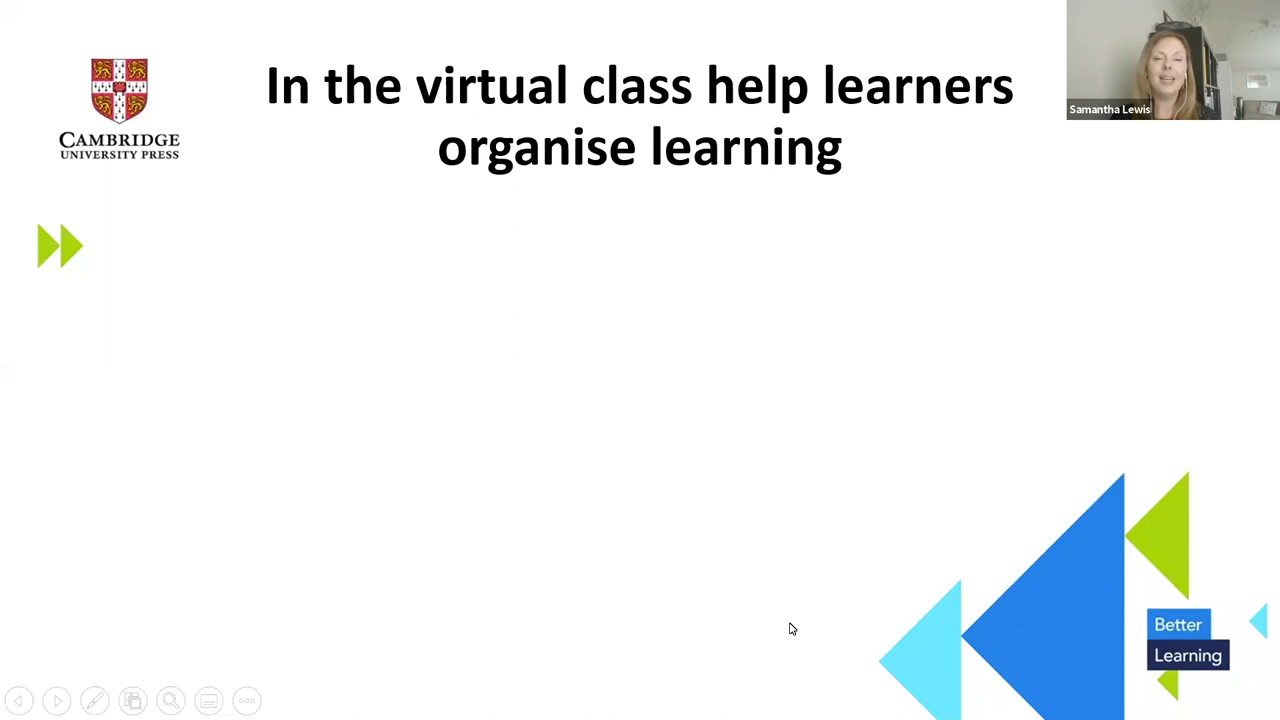 In the virtual class help learners
organise learning
CAMBRIDGE
UNIVERSITY PRESS
Samantha Lewis
Better
Learning